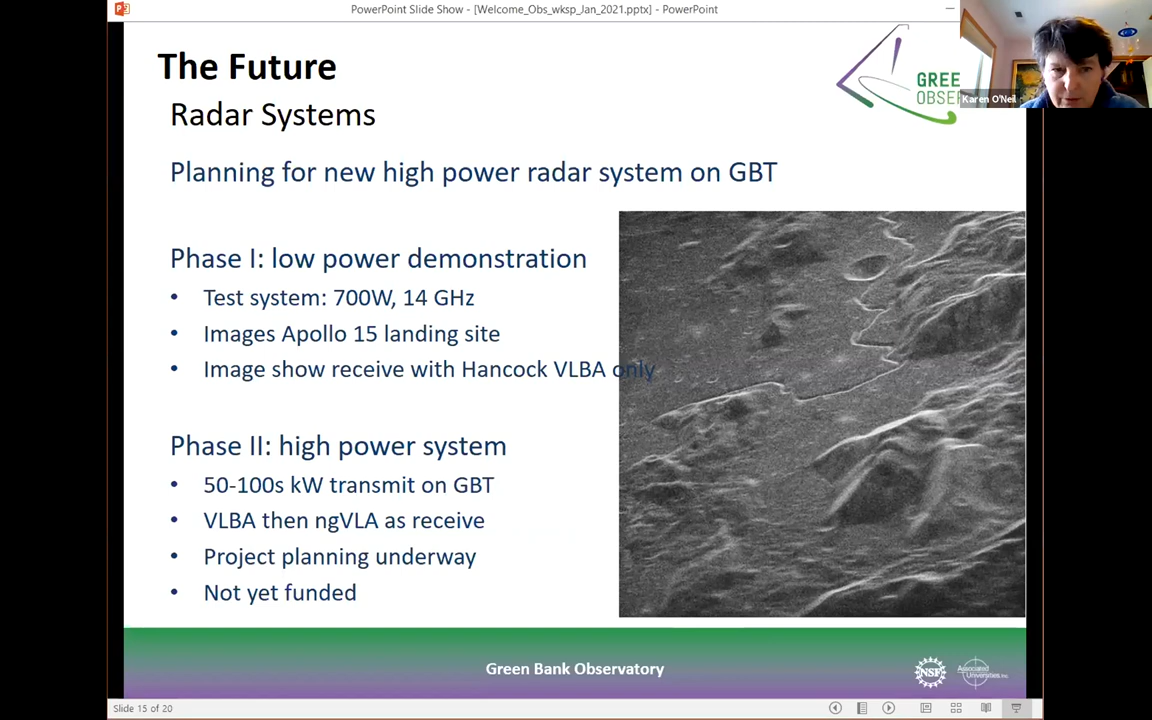 PowerPoint Slide Show - [Welcome_Obs_wksp_Jan_2021.pptx] - PowerPoint
The Future
Radar Systems
GREE
OBSE
Karen O'Neil
Planning for new high power radar system on GBT
Phase I: low power demonstration
• Test system: 700W, 14 GHz
• Images Apollo 15 landing site
• Image show receive with Hancock VLBA only
Phase II: high power system
• 50-100s kW transmit on GBT
• VLBA then ngVLA as receive
• Project planning underway
• Not yet funded
Green Bank Observatory
NSF
Associated
Universities, Inc.
Slide 15 of 20